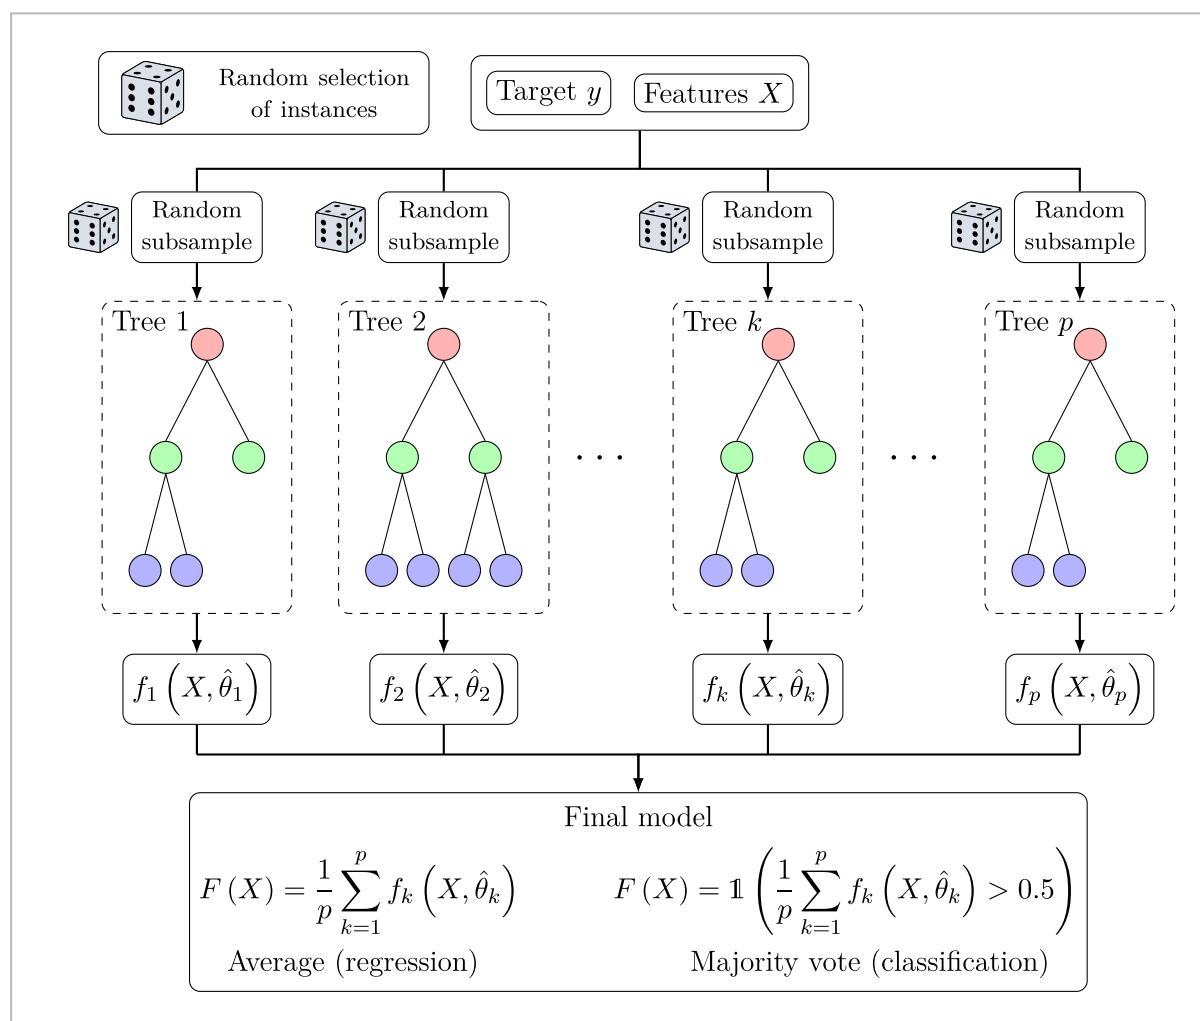 Random selection
of instances
Target y
Features X
Random
subsample
Random
subsample
Random
subsample
Random
subsample
Tree 1
Tree 2
Tree k
Tree p
. . .
. . .
f₁ (X, θ̂₁)
f₂ (X, θ̂₂)
fₖ (X, θ̂ₖ)
fₚ (X, θ̂ₚ)
Final model
F (X) = 1/p ∑ₖ₌₁ᵖ fₖ (X, θ̂ₖ)
F (X) = 𝟙 (1/p ∑ₖ₌₁ᵖ fₖ (X, θ̂ₖ) > 0.5)
Average (regression)
Majority vote (classification)